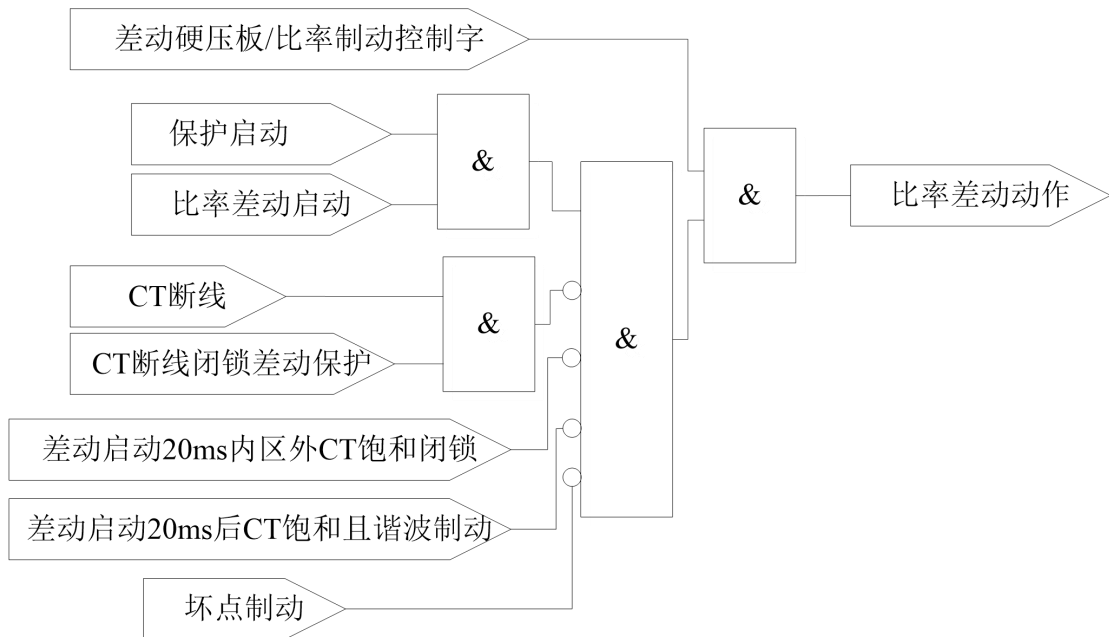 差动硬压板/比率制动控制字
保护启动
&
比率差动启动
&
比率差动动作
CT断线
&
&
CT断线闭锁差动保护
差动启动20ms内区外CT饱和闭锁
差动启动20ms后CT饱和且谐波制动
坏点制动